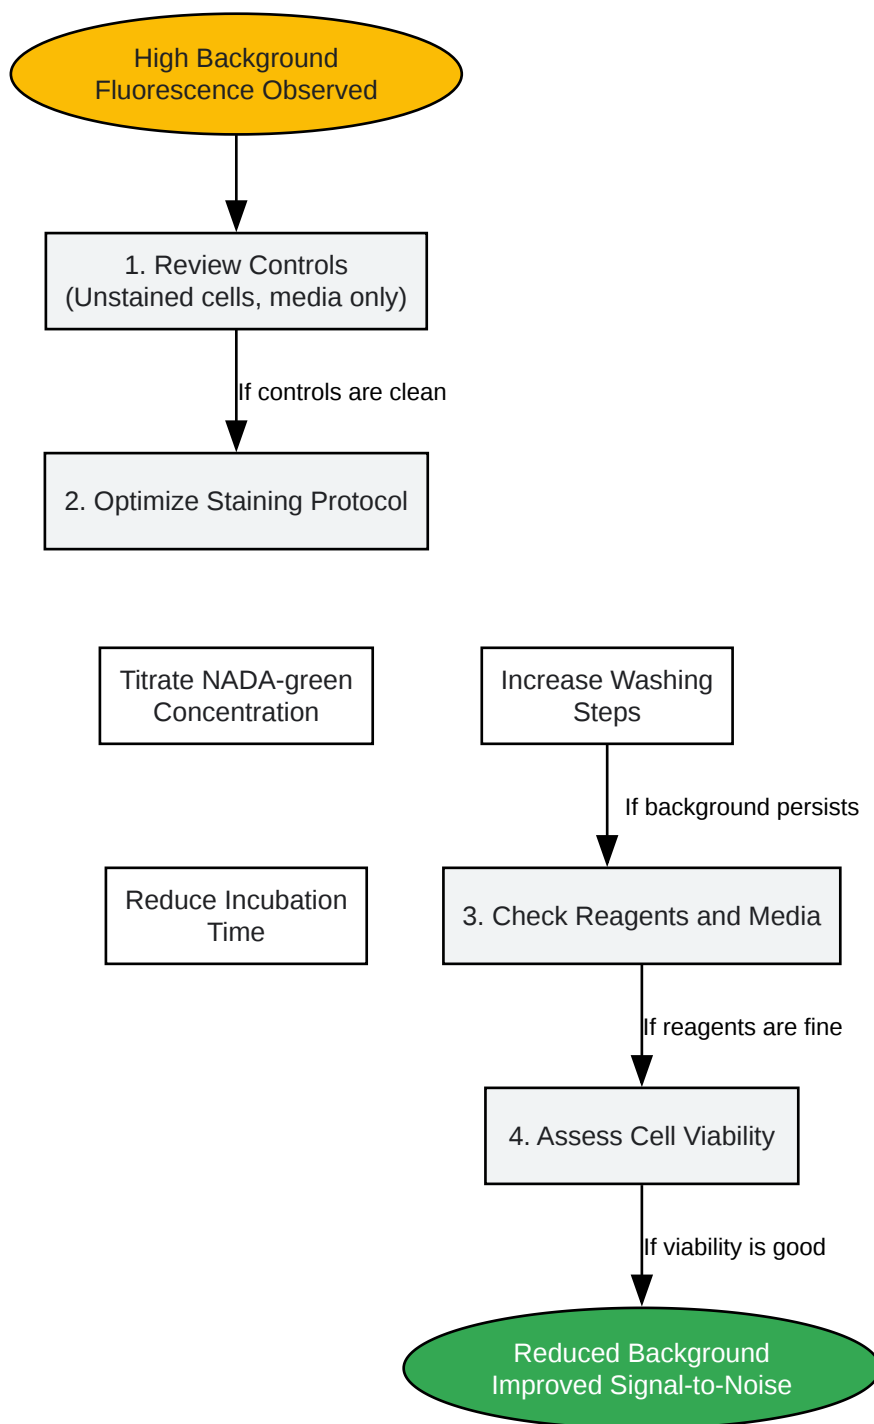 High Background
Fluorescence Observed
1. Review Controls
(Unstained cells, media only)
If controls are clean
2. Optimize Staining Protocol
Titrate NADA-green
Concentration
Increase Washing
Steps
If background persists
Reduce Incubation
Time
3. Check Reagents and Media
If reagents are fine
4. Assess Cell Viability
If viability is good
Reduced Background
Improved Signal-to-Noise